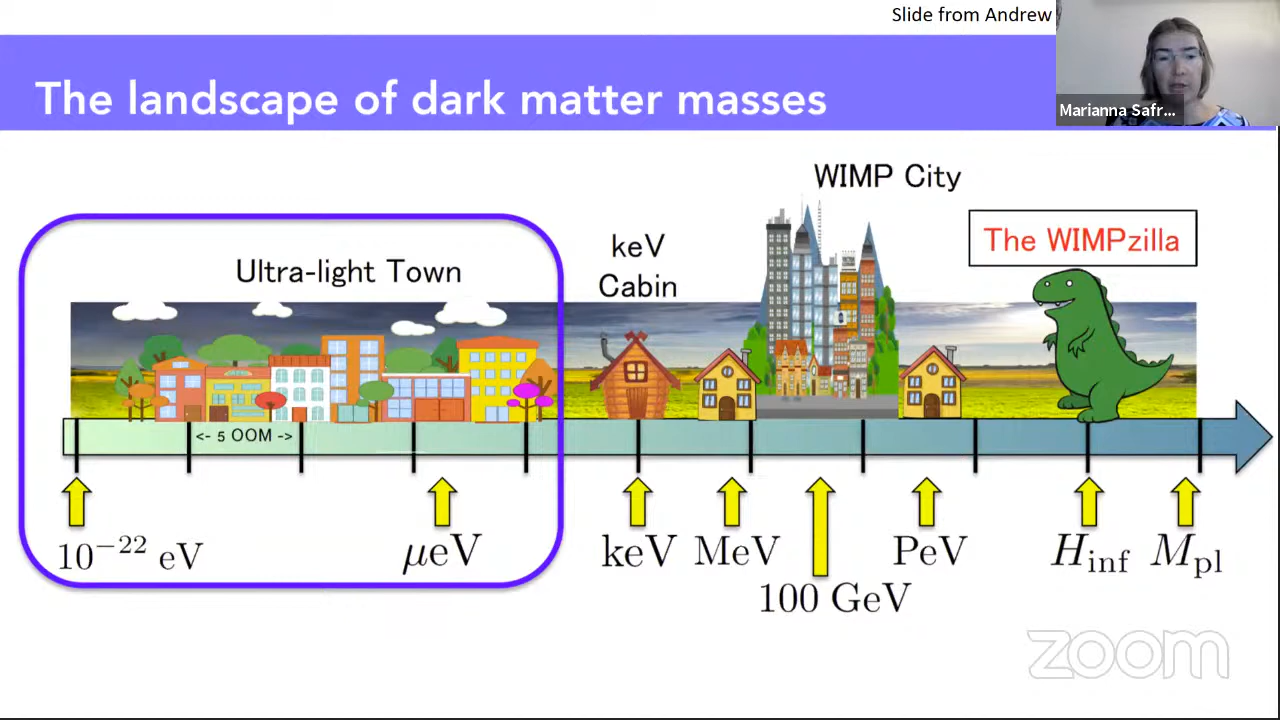 Slide from Andrew
The landscape of dark matter masses
Marianna Safr...
WIMP City
The WIMPzilla
keV
Cabin
Ultra-light Town
<- 5 OOM ->
10⁻²² eV
μeV
keV
MeV
100 GeV
PeV
H_inf
M_pl
zoom